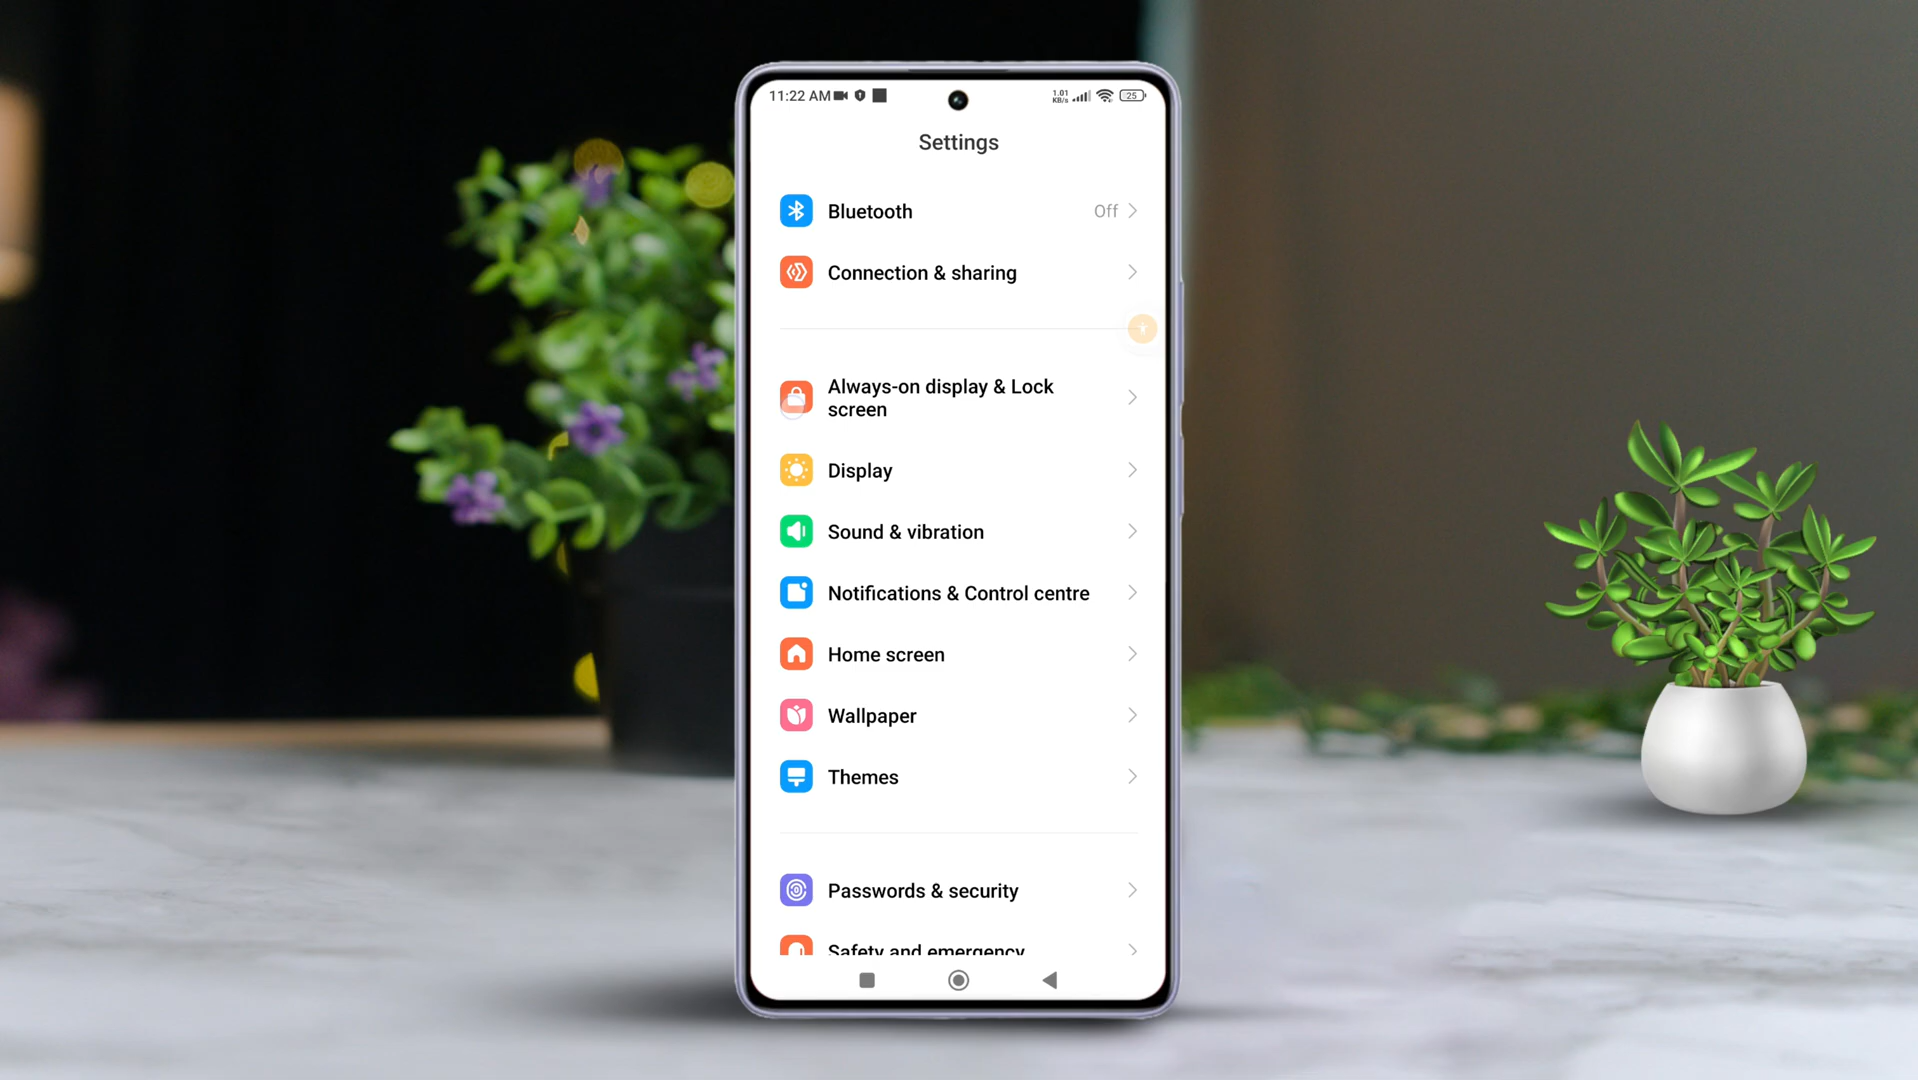 11:22 AM
1.01
KB/s
25
Settings
Bluetooth Off
Connection & sharing
Always-on display & Lock
screen
Display
Sound & vibration
Notifications & Control centre
Home screen
Wallpaper
Themes
Passwords & security
Safety and emergency